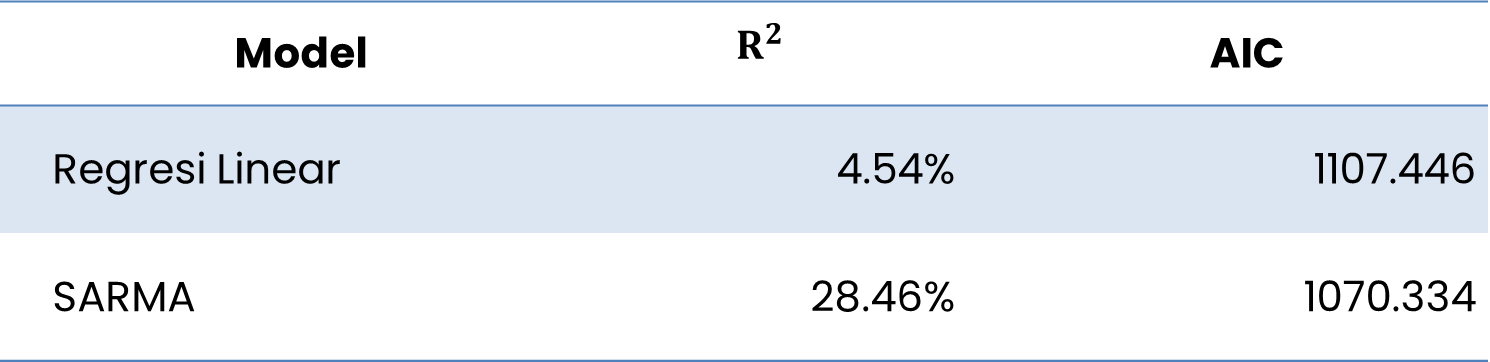 Model R² AIC
Regresi Linear 4.54% 1107.446
SARMA 28.46% 1070.334